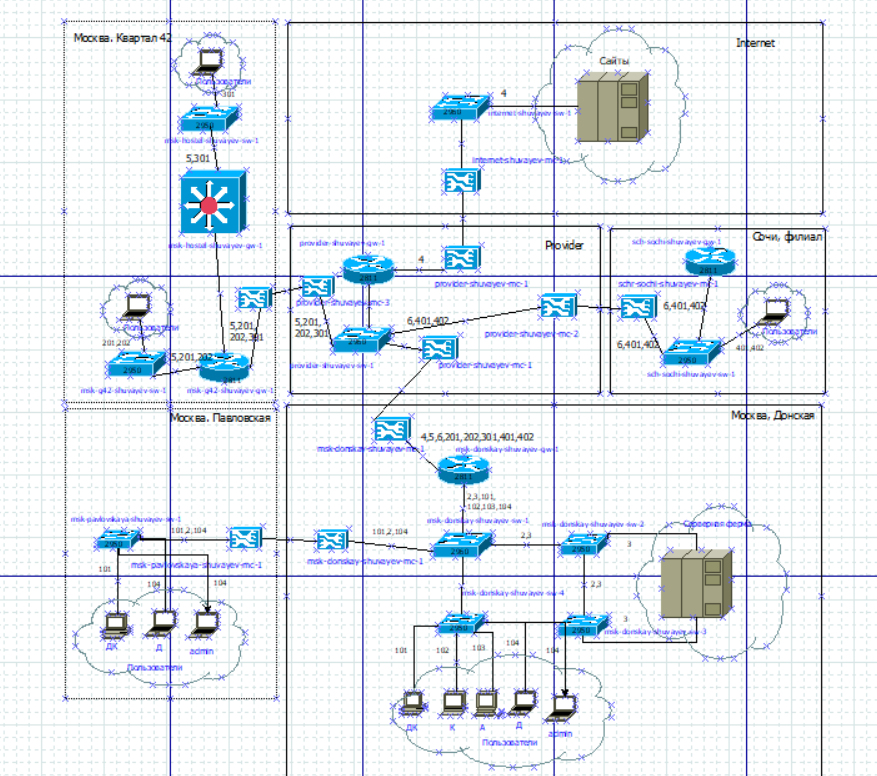 Москва. Квартал 42
Пользователи
301
2950
msk-hostel-shuvayev-sw-1
5,301
msk-hostel-shuvayev-gw-1
Пользователи
201,202
2950
msk-q42-shuvayev-sw-1
5,201,202
2811
msk-q42-shuvayev-gw-1
5,201,
202,301
Internet
Сайты
4
2950
internet-shuvayev-sw-1
internet-shuvayev-mc-1
Provider
provider-shuvayev-gw-1
2811
4
provider-shuvayev-mc-1
provider-shuvayev-mc-3
5,201,
202,301
6,401,402
2950
provider-shuvayev-sw-1
provider-shuvayev-mc-1
provider-shuvayev-mc-2
Сочи, филиал
sch-sochi-shuvayev-gw-1
2811
schr-sochi-shuvayev-mc-1
6,401,402
Пользователи
6,401,402
401,402
2950
sch-sochi-shuvayev-sw-1
Москва. Павловская
msk-pavlovskaya-shuvayev-sw-1
2950
101,2,104
msk-pavlovskaya-shuvayev-mc-1
101
104
104
ДК
Д
admin
Пользователи
Москва, Донская
msk-donskay-shuvayev-mc-1
4,5,6,201,202,301,401,402
msk-donskay-shuvayev-gw-1
2811
2,3,101,
102,103,104
msk-donskay-shuvayev-sw-1
msk-donskay-shuvayev-sw-2
Серверная ферма
101,2,104
2960
2,3
2950
3
msk-donskay-shuvayev-mc-1
msk-donskay-shuvayev-sw-4
2,3
2950
2950
3
msk-donskay-shuvayev-sw-3
101
102
103
104
104
ДК
К
А
Д
admin
Пользователи